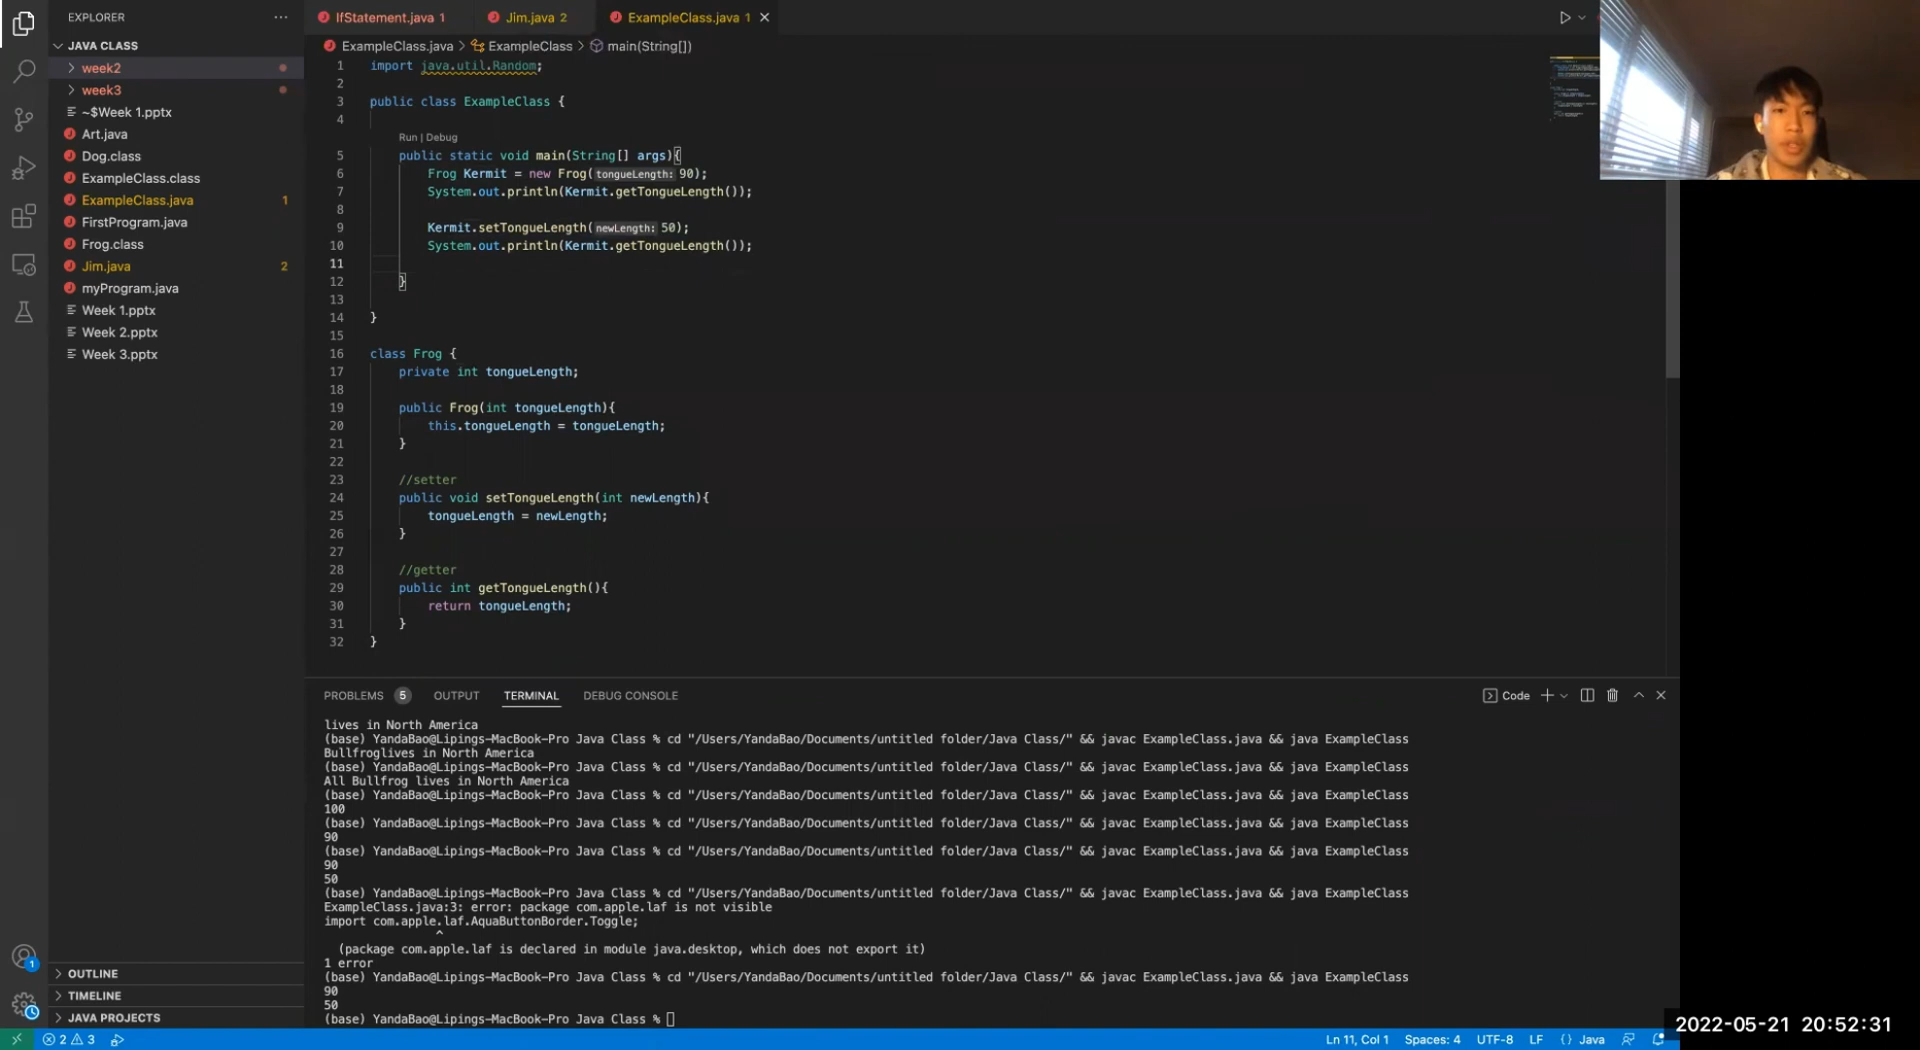 EXPLORER
JAVA CLASS
week2
week3
~$Week 1.pptx
Art.java
Dog.class
ExampleClass.class
ExampleClass.java 1
FirstProgram.java
Frog.class
Jim.java 2
myProgram.java
Week 1.pptx
Week 2.pptx
Week 3.pptx
OUTLINE
TIMELINE
JAVA PROJECTS
IfStatement.java 1 Jim.java 2 ExampleClass.java 1
ExampleClass.java > ExampleClass > main(String[])
1 import java.util.Random;
2
3 public class ExampleClass {
4
Run | Debug
5 public static void main(String[] args){
6 Frog Kermit = new Frog(tongueLength: 90);
7 System.out.println(Kermit.getTongueLength());
8
9 Kermit.setTongueLength(newLength: 50);
10 System.out.println(Kermit.getTongueLength());
11
12 }
13
14 }
15
16 class Frog {
17 private int tongueLength;
18
19 public Frog(int tongueLength){
20 this.tongueLength = tongueLength;
21 }
22
23 //setter
24 public void setTongueLength(int newLength){
25 tongueLength = newLength;
26 }
27
28 //getter
29 public int getTongueLength(){
30 return tongueLength;
31 }
32 }
PROBLEMS 5 OUTPUT TERMINAL DEBUG CONSOLE Code
lives in North America
(base) YandaBao@Lipings-MacBook-Pro Java Class % cd "/Users/YandaBao/Documents/untitled folder/Java Class/" && javac ExampleClass.java && java ExampleClass
Bullfroglives in North America
(base) YandaBao@Lipings-MacBook-Pro Java Class % cd "/Users/YandaBao/Documents/untitled folder/Java Class/" && javac ExampleClass.java && java ExampleClass
All Bullfrog lives in North America
(base) YandaBao@Lipings-MacBook-Pro Java Class % cd "/Users/YandaBao/Documents/untitled folder/Java Class/" && javac ExampleClass.java && java ExampleClass
100
(base) YandaBao@Lipings-MacBook-Pro Java Class % cd "/Users/YandaBao/Documents/untitled folder/Java Class/" && javac ExampleClass.java && java ExampleClass
90
(base) YandaBao@Lipings-MacBook-Pro Java Class % cd "/Users/YandaBao/Documents/untitled folder/Java Class/" && javac ExampleClass.java && java ExampleClass
90
50
(base) YandaBao@Lipings-MacBook-Pro Java Class % cd "/Users/YandaBao/Documents/untitled folder/Java Class/" && javac ExampleClass.java && java ExampleClass
ExampleClass.java:3: error: package com.apple.laf is not visible
import com.apple.laf.AquaButtonBorder.Toggle;
^
(package com.apple.laf is declared in module java.desktop, which does not export it)
1 error
(base) YandaBao@Lipings-MacBook-Pro Java Class % cd "/Users/YandaBao/Documents/untitled folder/Java Class/" && javac ExampleClass.java && java ExampleClass
90
50
(base) YandaBao@Lipings-MacBook-Pro Java Class %
1
2 3
Ln 11, Col 1 Spaces: 4 UTF-8 LF {} Java
2022-05-21 20:52:31